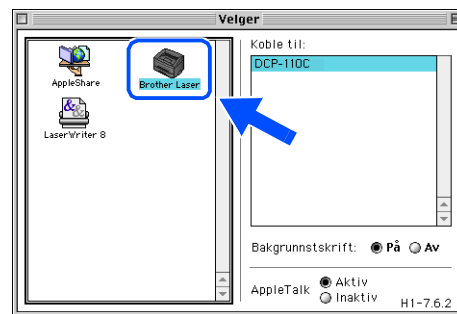 Velger
AppleShare
Brother Laser
LaserWriter 8
Koble til:
DCP-110C
Bakgrunnstskrift: På Av
AppleTalk Aktiv
Inaktiv
H1-7.6.2